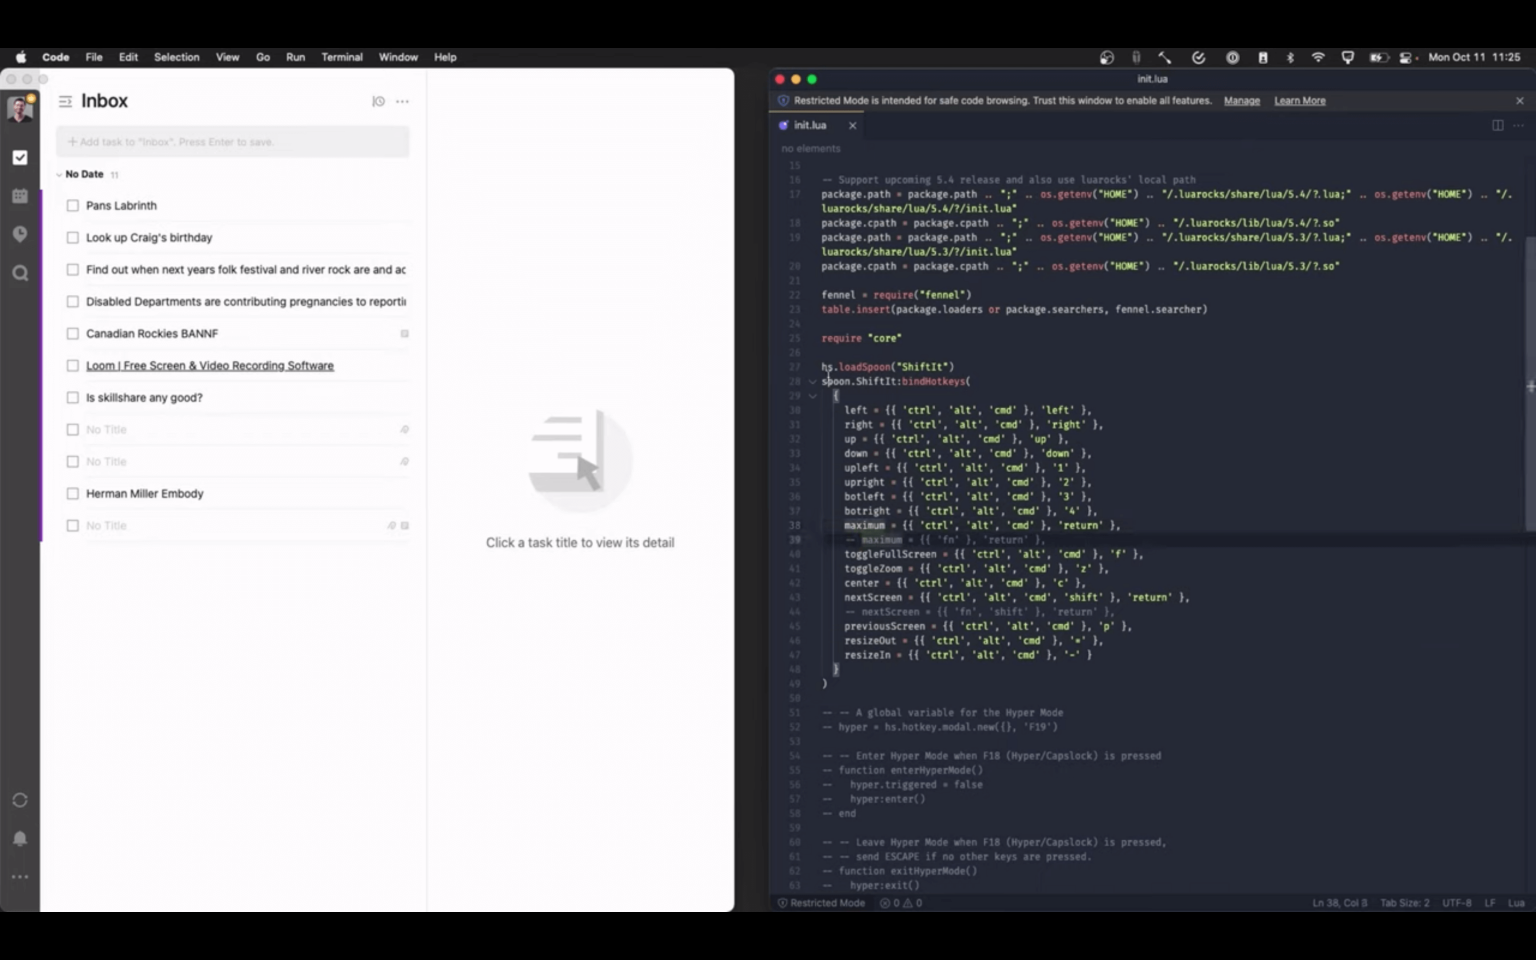 Code File Edit Selection View Go Run Terminal Window Help
Mon Oct 11 11:25
Inbox
+ Add task to "Inbox". Press Enter to save.
No Date 11
Pans Labrinth
Look up Craig's birthday
Find out when next years folk festival and river rock are and ac
Disabled Departments are contributing pregnancies to reportin
Canadian Rockies BANNF
Loom | Free Screen & Video Recording Software
Is skillshare any good?
No Title
No Title
Herman Miller Embody
No Title
Click a task title to view its detail
init.lua
Restricted Mode is intended for safe code browsing. Trust this window to enable all features. Manage Learn More
init.lua
no elements
15
16 -- Support upcoming 5.4 release and also use luarocks' local path
17 package.path = package.path .. ";" .. os.getenv("HOME") .. "/.luarocks/share/lua/5.4/?.lua;" .. os.getenv("HOME") .. "/.
luarocks/share/lua/5.4/?/init.lua"
18 package.cpath = package.cpath .. ";" .. os.getenv("HOME") .. "/.luarocks/lib/lua/5.4/?.so"
19 package.path = package.path .. ";" .. os.getenv("HOME") .. "/.luarocks/share/lua/5.3/?.lua;" .. os.getenv("HOME") .. "/.
luarocks/share/lua/5.3/?/init.lua"
20 package.cpath = package.cpath .. ";" .. os.getenv("HOME") .. "/.luarocks/lib/lua/5.3/?.so"
21
22 fennel = require("fennel")
23 table.insert(package.loaders or package.searchers, fennel.searcher)
24
25 require "core"
26
27 hs.loadSpoon("ShiftIt")
28 spoon.ShiftIt:bindHotkeys(
29 {
30 left = {{ 'ctrl', 'alt', 'cmd' }, 'left' },
31 right = {{ 'ctrl', 'alt', 'cmd' }, 'right' },
32 up = {{ 'ctrl', 'alt', 'cmd' }, 'up' },
33 down = {{ 'ctrl', 'alt', 'cmd' }, 'down' },
34 upleft = {{ 'ctrl', 'alt', 'cmd' }, '1' },
35 upright = {{ 'ctrl', 'alt', 'cmd' }, '2' },
36 botleft = {{ 'ctrl', 'alt', 'cmd' }, '3' },
37 botright = {{ 'ctrl', 'alt', 'cmd' }, '4' },
38 maximum = {{ 'ctrl', 'alt', 'cmd' }, 'return' },
39 -- maximum = {{ 'fn' }, 'return' },
40 toggleFullScreen = {{ 'ctrl', 'alt', 'cmd' }, 'f' },
41 toggleZoom = {{ 'ctrl', 'alt', 'cmd' }, 'z' },
42 center = {{ 'ctrl', 'alt', 'cmd' }, 'c' },
43 nextScreen = {{ 'ctrl', 'alt', 'cmd', 'shift' }, 'return' },
44 -- nextScreen = {{ 'fn', 'shift' }, 'return' },
45 previousScreen = {{ 'ctrl', 'alt', 'cmd' }, 'p' },
46 resizeOut = {{ 'ctrl', 'alt', 'cmd' }, '=' },
47 resizeIn = {{ 'ctrl', 'alt', 'cmd' }, '-' }
48 }
49 )
50
51 -- -- A global variable for the Hyper Mode
52 -- hyper = hs.hotkey.modal.new({}, 'F19')
53
54 -- -- Enter Hyper Mode when F18 (Hyper/Capslock) is pressed
55 -- function enterHyperMode()
56 -- hyper.triggered = false
57 -- hyper:enter()
58 -- end
59
60 -- -- Leave Hyper Mode when F18 (Hyper/Capslock) is pressed,
61 -- -- send ESCAPE if no other keys are pressed.
62 -- function exitHyperMode()
63 -- hyper:exit()
Restricted Mode 0 0 Ln 38, Col 8 Tab Size: 2 UTF-8 LF Lua